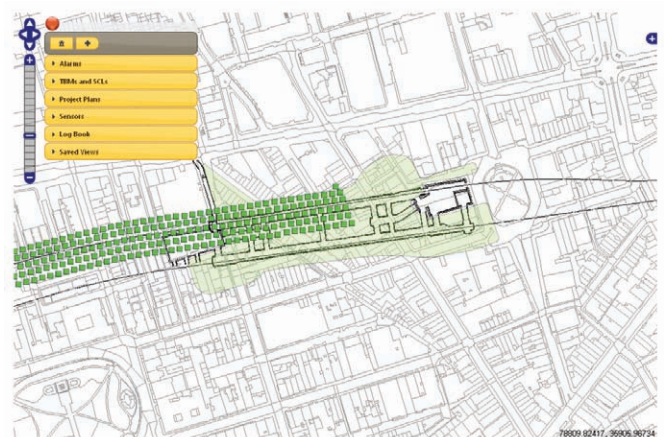 Alarms
TBMs and SCLs
Project Plans
Sensors
Log Book
Saved Views
78809.82417, 36906.96734